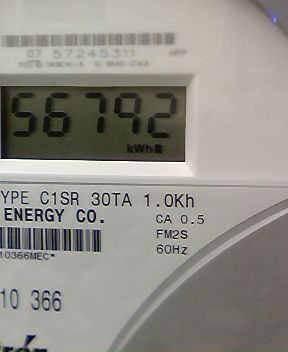 07 57245311
56792
kWh
TYPE C1SR 30TA 1.0Kh
ENERGY CO.
CA 0.5
FM2S
60Hz
10366MEC*
10 366
trón